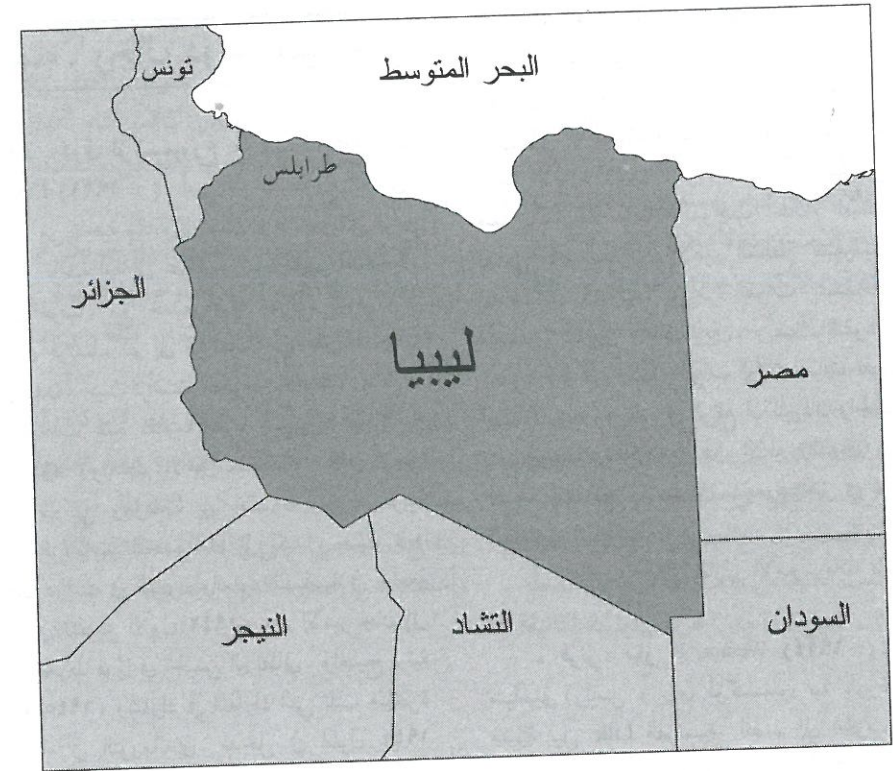 تونس
البحر المتوسط
طرابلس
الجزائر
ليبيا
مصر
النيجر
التشاد
السودان